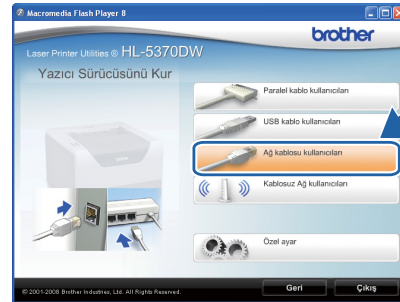 Macromedia Flash Player 8
brother
Laser Printer Utilities ® HL-5370DW
Yazıcı Sürücüsünü Kur
Paralel kablo kullanıcıları
USB kablo kullanıcıları
Ağ kablosu kullanıcıları
Kablosuz Ağ kullanıcıları
Özel ayar
© 2001-2008 Brother Industries, Ltd. All Rights Reserved.
Geri
Çıkış